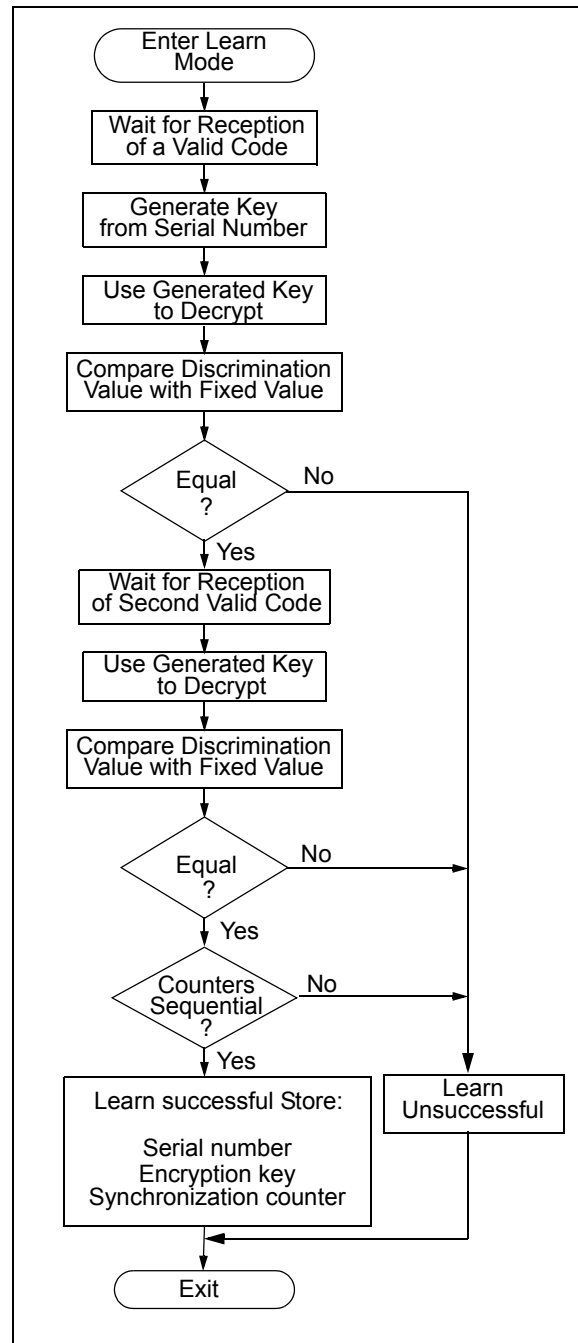 Enter Learn
Mode
Wait for Reception
of a Valid Code
Generate Key
from Serial Number
Use Generated Key
to Decrypt
Compare Discrimination
Value with Fixed Value
Equal
?
No
Yes
Wait for Reception
of Second Valid Code
Use Generated Key
to Decrypt
Compare Discrimination
Value with Fixed Value
Equal
?
No
Yes
Counters
Sequential
?
No
Yes
Learn successful Store:
Serial number
Encryption key
Synchronization counter
Learn
Unsuccessful
Exit